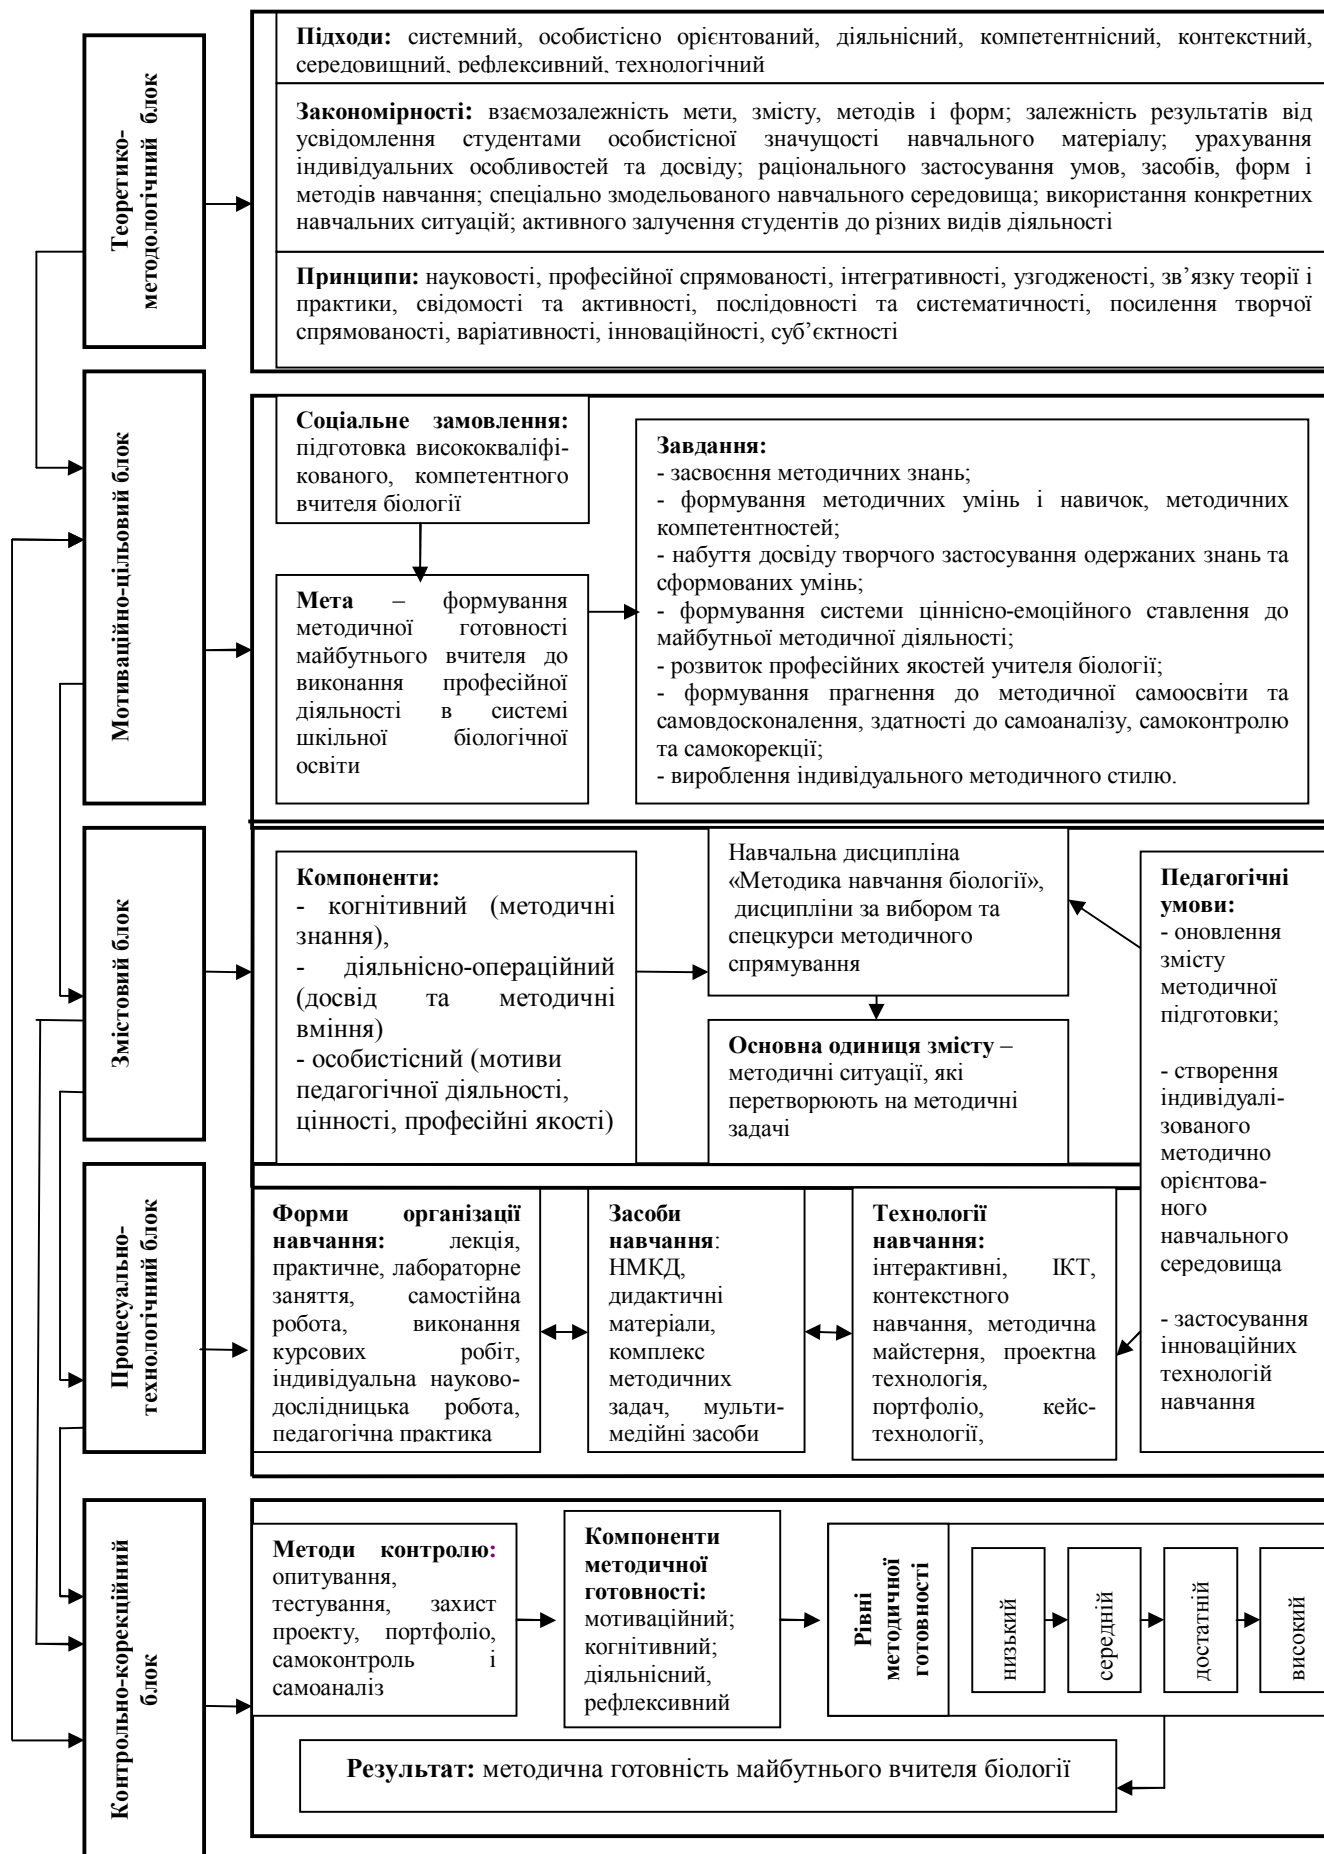 Теоретико-
методологічний блок
Підходи: системний, особистісно орієнтований, діяльнісний, компетентнісний, контекстний,
середовищний, рефлексивний, технологічний
Закономірності: взаємозалежність мети, змісту, методів і форм; залежність результатів від
усвідомлення студентами особистісної значущості навчального матеріалу; урахування
індивідуальних особливостей та досвіду; раціонального застосування умов, засобів, форм і
методів навчання; спеціально змодельованого навчального середовища; використання конкретних
навчальних ситуацій; активного залучення студентів до різних видів діяльності
Принципи: науковості, професійної спрямованості, інтегративності, узгодженості, зв’язку теорії і
практики, свідомості та активності, послідовності та систематичності, посилення творчої
спрямованості, варіативності, інноваційності, суб’єктності
Мотиваційно-цільовий блок
Соціальне замовлення:
підготовка висококваліфі-
кованого, компетентного
вчителя біології
Мета – формування
методичної готовності
майбутнього вчителя до
виконання професійної
діяльності в системі
шкільної біологічної
освіти
Завдання:
- засвоєння методичних знань;
- формування методичних умінь і навичок, методичних
компетентностей;
- набуття досвіду творчого застосування одержаних знань та
сформованих умінь;
- формування системи ціннісно-емоційного ставлення до
майбутньої методичної діяльності;
- розвиток професійних якостей учителя біології;
- формування прагнення до методичної самоосвіти та
самовдосконалення, здатності до самоаналізу, самоконтролю
та самокорекції;
- вироблення індивідуального методичного стилю.
Змістовий блок
Компоненти:
- когнітивний (методичні
знання),
- діяльнісно-операційний
(досвід та методичні
вміння)
- особистісний (мотиви
педагогічної діяльності,
цінності, професійні якості)
Навчальна дисципліна
«Методика навчання біології»,
дисципліни за вибором та
спецкурси методичного
спрямування
Основна одиниця змісту –
методичні ситуації, які
перетворюють на методичні
задачі
Педагогічні
умови:
- оновлення
змісту
методичної
підготовки;
- створення
індивідуалі-
зованого
методично
орієнтова-
ного
навчального
середовища
- застосування
інноваційних
технологій
навчання
Процесуально-
технологічний блок
Форми організації
навчання: лекція,
практичне, лабораторне
заняття, самостійна
робота, виконання
курсових робіт,
індивідуальна науково-
дослідницька робота,
педагогічна практика
Засоби
навчання:
НМКД,
дидактичні
матеріали,
комплекс
методичних
задач, мульти-
медійні засоби
Технології
навчання:
інтерактивні, ІКТ,
контекстного
навчання, методична
майстерня, проектна
технологія,
портфоліо, кейс-
технології,
Контрольно-корекційний
блок
Методи контролю:
опитування,
тестування, захист
проекту, портфоліо,
самоконтроль і
самоаналіз
Компоненти
методичної
готовності:
мотиваційний;
когнітивний;
діяльнісний,
рефлексивний
Рівні
методичної
готовності
низький
середній
достатній
високий
Результат: методична готовність майбутнього вчителя біології